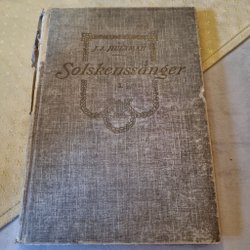 J. A. HULTMAN
Solskenssånger
I